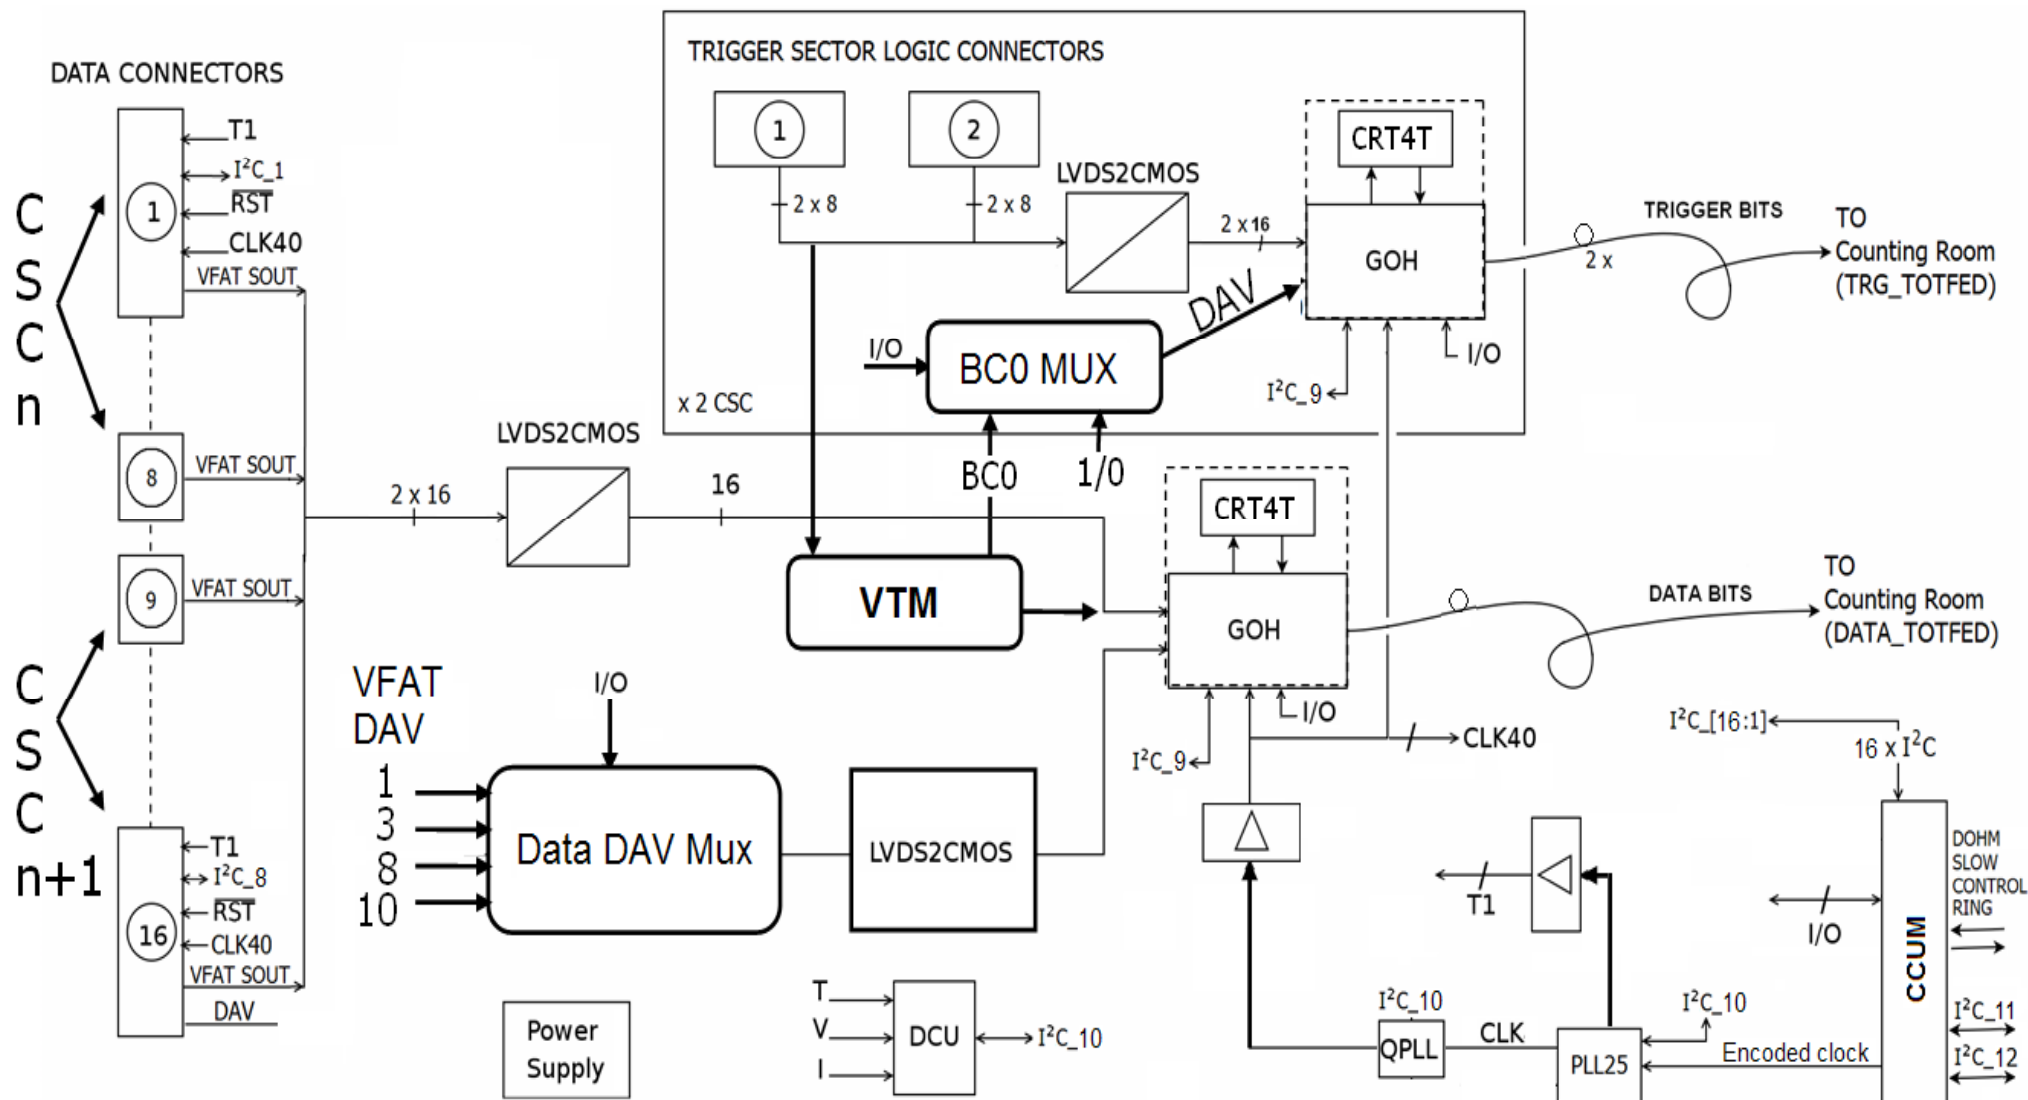 DATA CONNECTORS
1
T1
I²C_1
RST
CLK40
VFAT SOUT
C
S
C
n
8
VFAT SOUT
9
VFAT SOUT
C
S
C
n+1
16
T1
I²C_8
RST
CLK40
VFAT SOUT
DAV
2 x 16
LVDS2CMOS
16
TRIGGER SECTOR LOGIC CONNECTORS
1
2
2 x 8
2 x 8
LVDS2CMOS
2 x 16
CRT4T
GOH
DAV
I/O
BC0 MUX
x 2 CSC
I²C_9
I/O
TRIGGER BITS
2 x
TO
Counting Room
(TRG_TOTFED)
BC0
1/0
VTM
CRT4T
GOH
I/O
I²C_9
CLK40
DATA BITS
TO
Counting Room
(DATA_TOTFED)
VFAT
DAV
1
3
8
10
I/O
Data DAV Mux
LVDS2CMOS
Power
Supply
T
V
I
DCU
I²C_10
I²C_10
QPLL
CLK
PLL25
I²C_10
Encoded clock
T1
I²C_[16:1]
16 x I²C
I/O
CCUM
DOHM
SLOW
CONTROL
RING
I²C_11
I²C_12